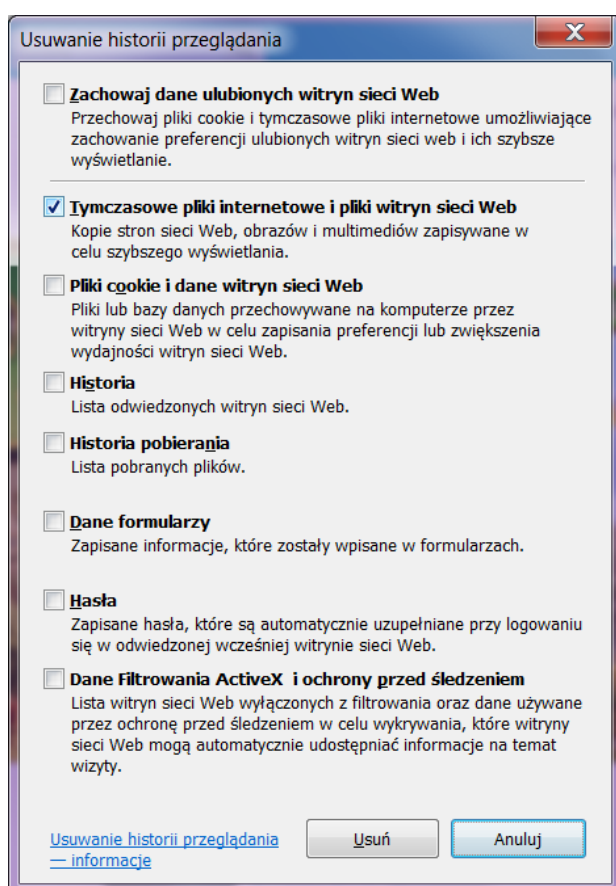 Usuwanie historii przeglądania
Zachowaj dane ulubionych witryn sieci Web
Przechowaj pliki cookie i tymczasowe pliki internetowe umożliwiające
zachowanie preferencji ulubionych witryn sieci web i ich szybsze
wyświetlanie.
Tymczasowe pliki internetowe i pliki witryn sieci Web
Kopie stron sieci Web, obrazów i multimediów zapisywane w
celu szybszego wyświetlania.
Pliki cookie i dane witryn sieci Web
Pliki lub bazy danych przechowywane na komputerze przez
witryny sieci Web w celu zapisania preferencji lub zwiększenia
wydajności witryn sieci Web.
Historia
Lista odwiedzonych witryn sieci Web.
Historia pobierania
Lista pobranych plików.
Dane formularzy
Zapisane informacje, które zostały wpisane w formularzach.
Hasła
Zapisane hasła, które są automatycznie uzupełniane przy logowaniu
się w odwiedzonej wcześniej witrynie sieci Web.
Dane Filtrowania ActiveX i ochrony przed śledzeniem
Lista witryn sieci Web wyłączonych z filtrowania oraz dane używane
przez ochronę przed śledzeniem w celu wykrywania, które witryny
sieci Web mogą automatycznie udostępniać informacje na temat
wizyty.
Usuwanie historii przeglądania
— informacje
Usuń
Anuluj